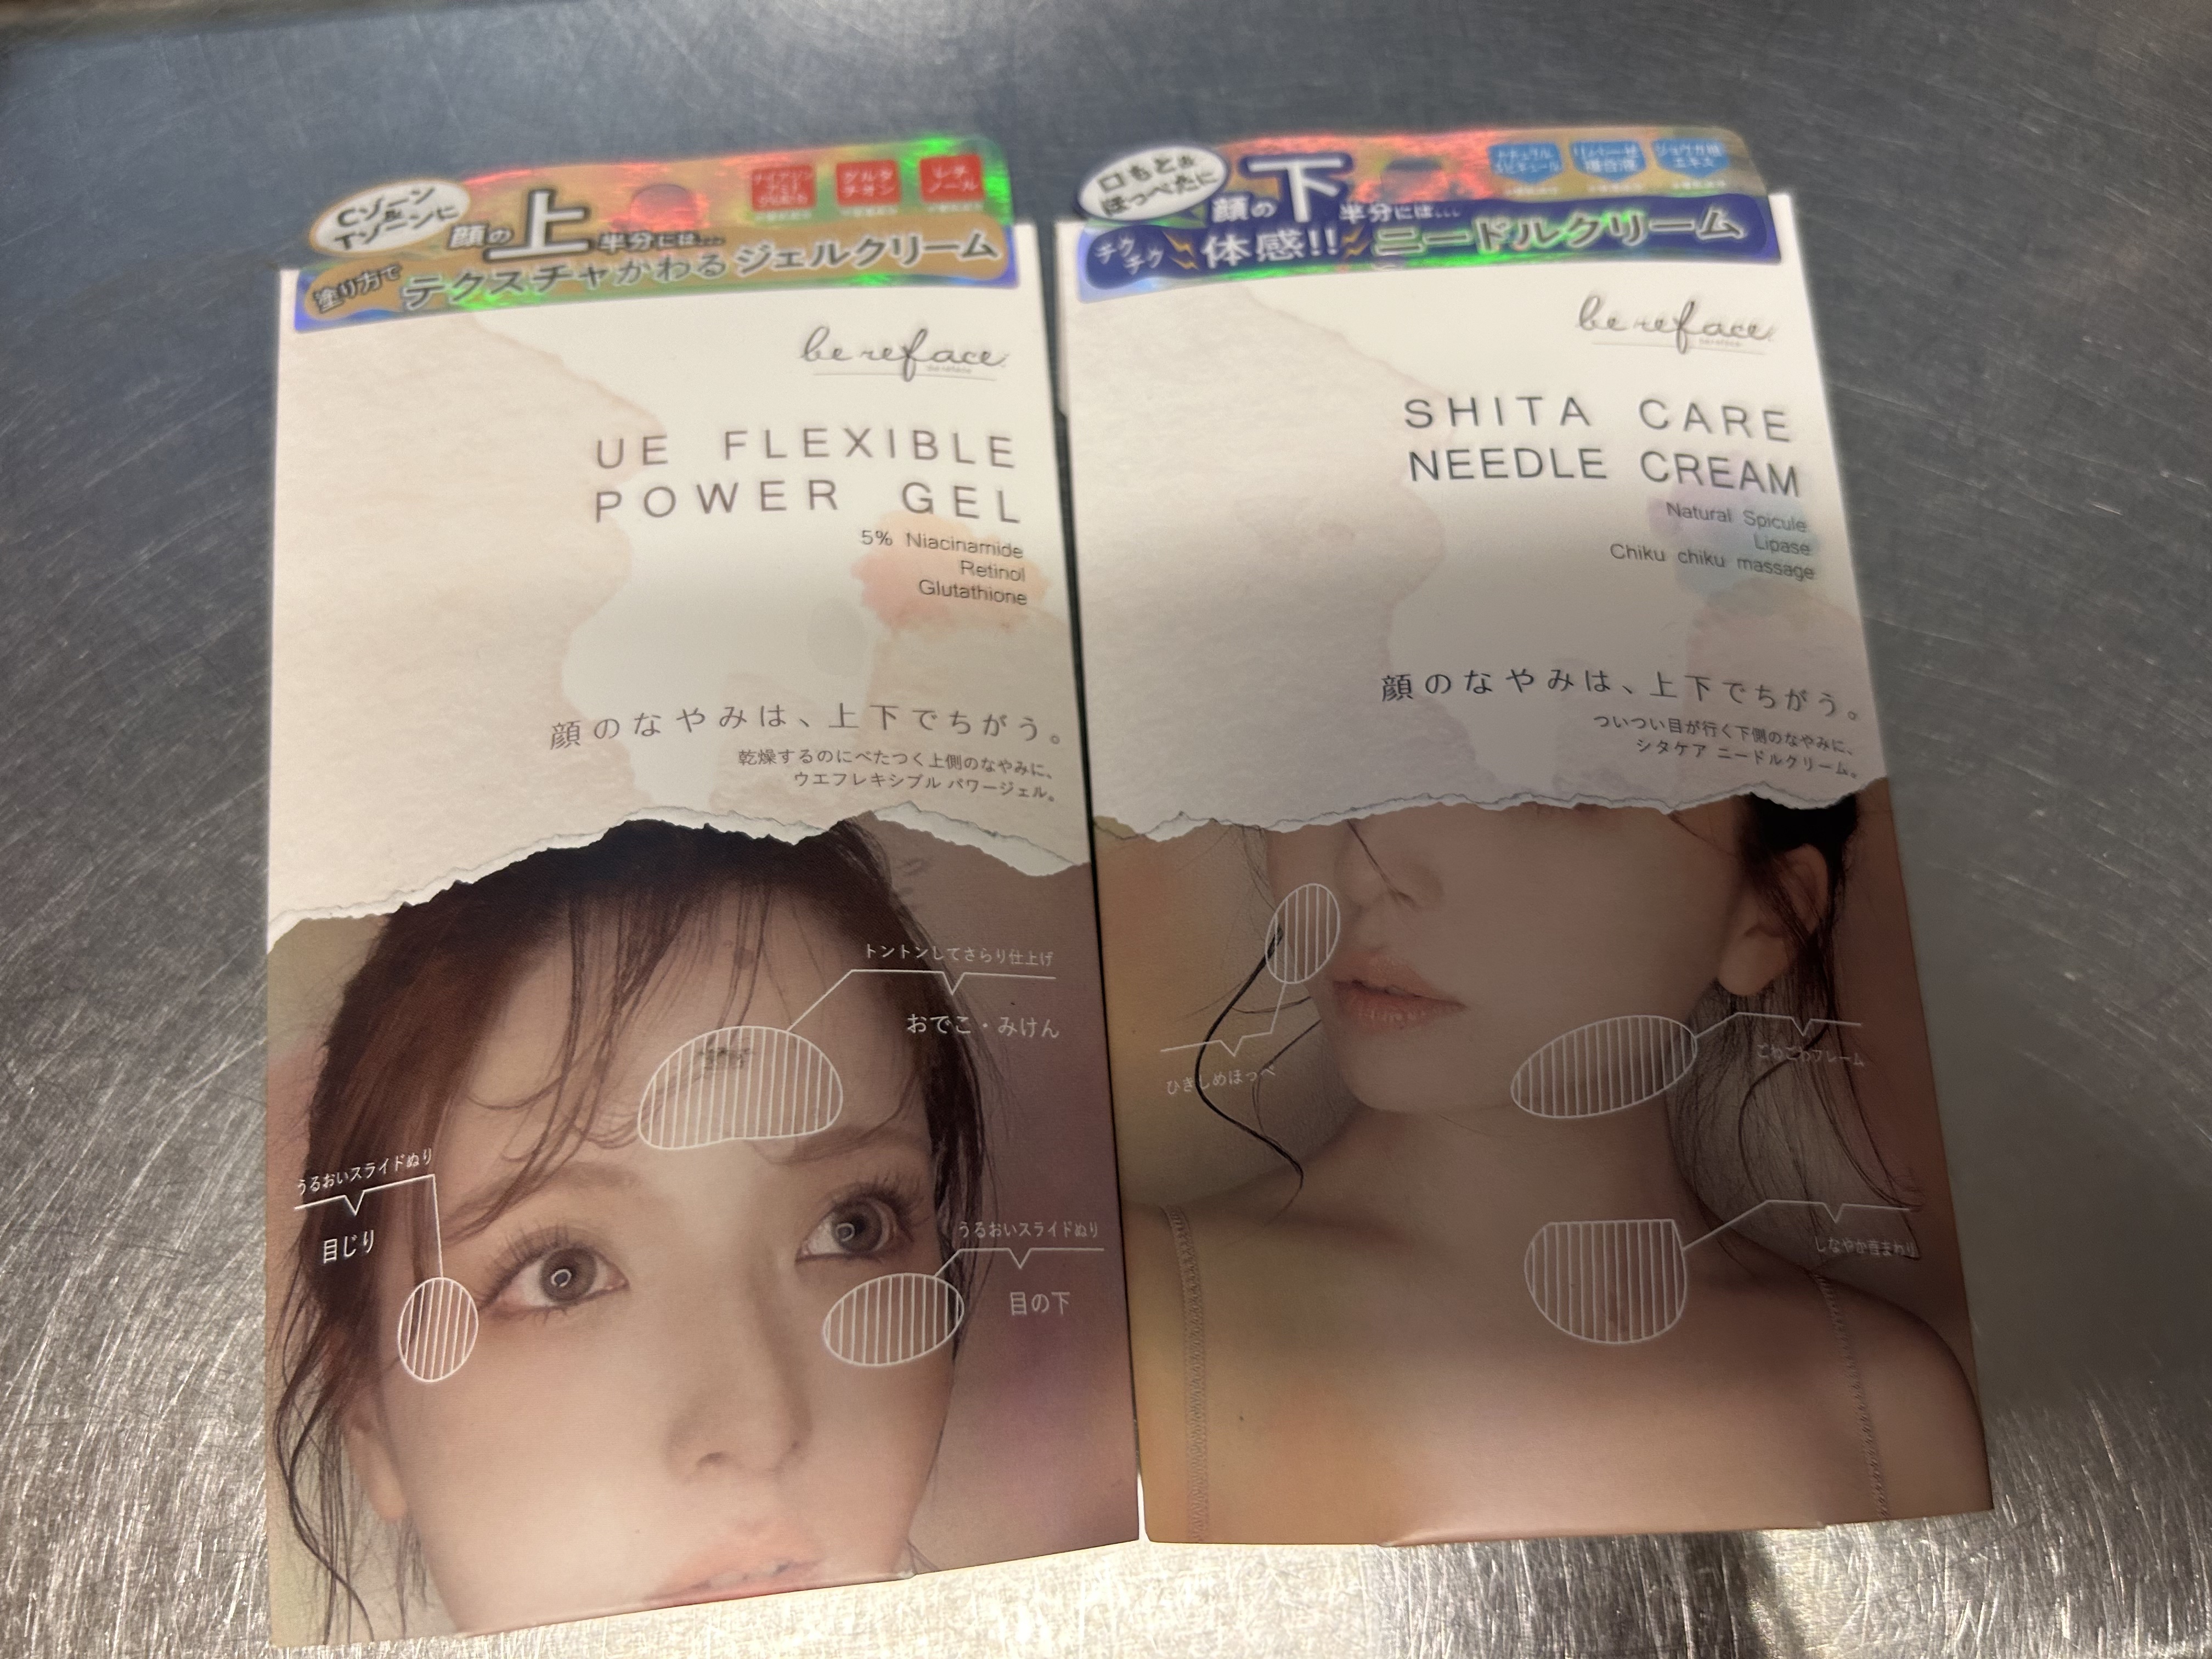 Cゾーン
&
Tゾーンに
顔の上半分には...
グルタ
チオン
レチ
ノール
塗り方でテクスチャかわるジェルクリーム
be reface
UE FLEXIBLE
POWER GEL
5% Niacinamide
Retinol
Glutathione
顔のなやみは、上下でちがう。
乾燥するのにべたつく上側のなやみに、
ウエフレキシブル パワージェル。
トントンしてさらり仕上げ
おでこ・みけん
うるおいスライドぬり
目じり
うるおいスライドぬり
目の下
口もと&
ほっぺたに
顔の下半分には...
チクチク体感!!ニードルクリーム
be reface
SHITA CARE
NEEDLE CREAM
Natural Spicule
Lipase
Chiku chiku massage
顔のなやみは、上下でちがう。
ついつい目が行く下側のなやみに、
シタケア ニードルクリーム。
ひきしめほっぺ
ごわごわフレーム
しなやか首まわり